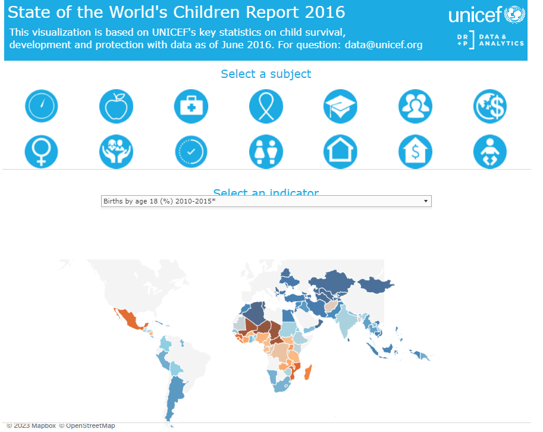 State of the World's Children Report 2016
This visualization is based on UNICEF's key statistics on child survival,
development and protection with data as of June 2016. For question: data@unicef.org
unicef
DR
+P
DATA &
ANALYTICS
Select a subject
Select an indicator
Births by age 18 (%) 2010-2015*
© 2023 Mapbox © OpenStreetMap